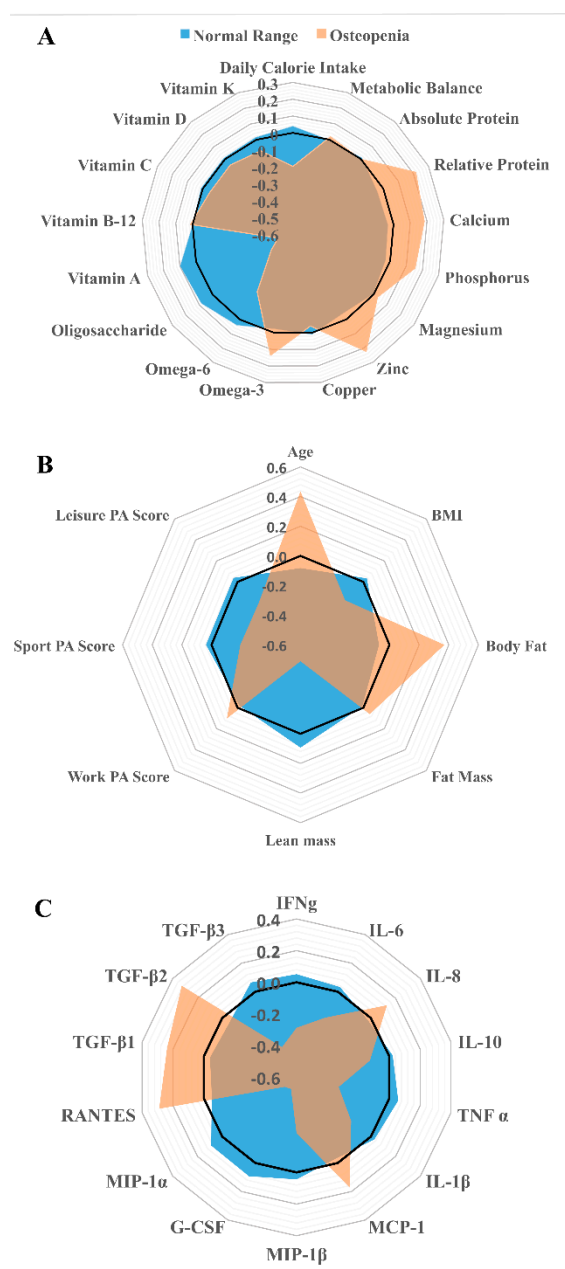 A
Normal Range Osteopenia
Daily Calorie Intake
Vitamin K 0.3 Metabolic Balance
0.2
Vitamin D 0.1 Absolute Protein
0
Vitamin C -0.1 Relative Protein
-0.2
-0.3
Vitamin B-12 -0.4 Calcium
-0.5
-0.6
Vitamin A Phosphorus
Oligosaccharide Magnesium
Omega-6 Zinc
Omega-3 Copper
B
Age
0.6
Leisure PA Score 0.4 BMI
0.2
0.0
-0.2
-0.4
Sport PA Score -0.6 Body Fat
Work PA Score Fat Mass
Lean mass
C
IFNg
TGF-β3 0.4 IL-6
TGF-β2 0.2 IL-8
0.0
TGF-β1 -0.2 IL-10
-0.4
RANTES -0.6 TNF α
MIP-1α IL-1β
G-CSF MCP-1
MIP-1β